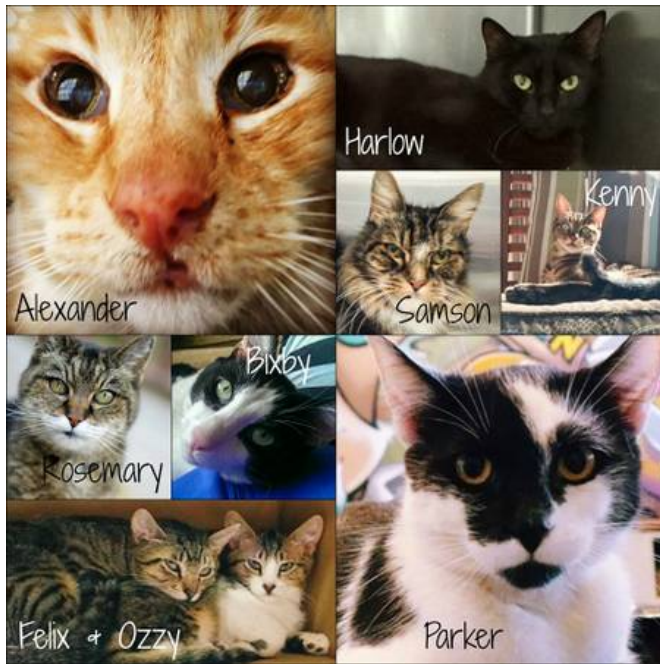 Harlow
Kenny
Alexander
Samson
Bixby
Rosemary
Felix & Ozzy
Parker